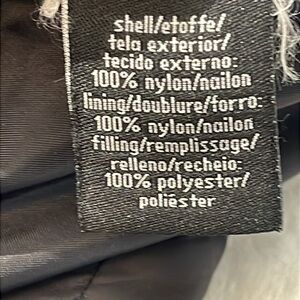 shell/etoffe/
tela exterior/
tecido externo:
100% nylon/nailon
lining/doublure/forro:
100% nylon/nailon
filling/remplissage/
relleno/recheio:
100% polyester/
poliéster